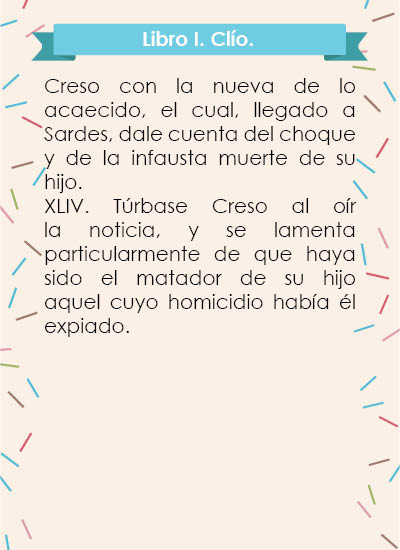 Libro I. Clío.
Creso con la nueva de lo
acaecido, el cual, llegado a
Sardes, dale cuenta del choque
y de la infausta muerte de su
hijo.
XLIV. Túrbase Creso al oír
la noticia, y se lamenta
particularmente de que haya
sido el matador de su hijo
aquel cuyo homicidio había él
expiado.